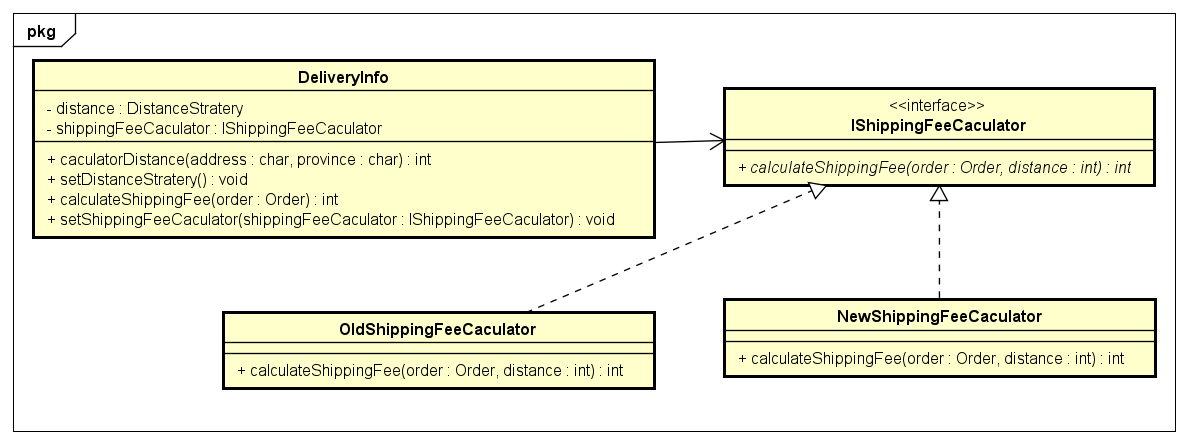 pkg
DeliveryInfo
- distance : DistanceStratery
- shippingFeeCaculator : IShippingFeeCaculator
+ caculatorDistance(address : char, province : char) : int
+ setDistanceStratery() : void
+ calculateShippingFee(order : Order) : int
+ setShippingFeeCaculator(shippingFeeCaculator : IShippingFeeCaculator) : void
<<interface>>
IShippingFeeCaculator
+ calculateShippingFee(order : Order, distance : int) : int
OldShippingFeeCaculator
+ calculateShippingFee(order : Order, distance : int) : int
NewShippingFeeCaculator
+ calculateShippingFee(order : Order, distance : int) : int